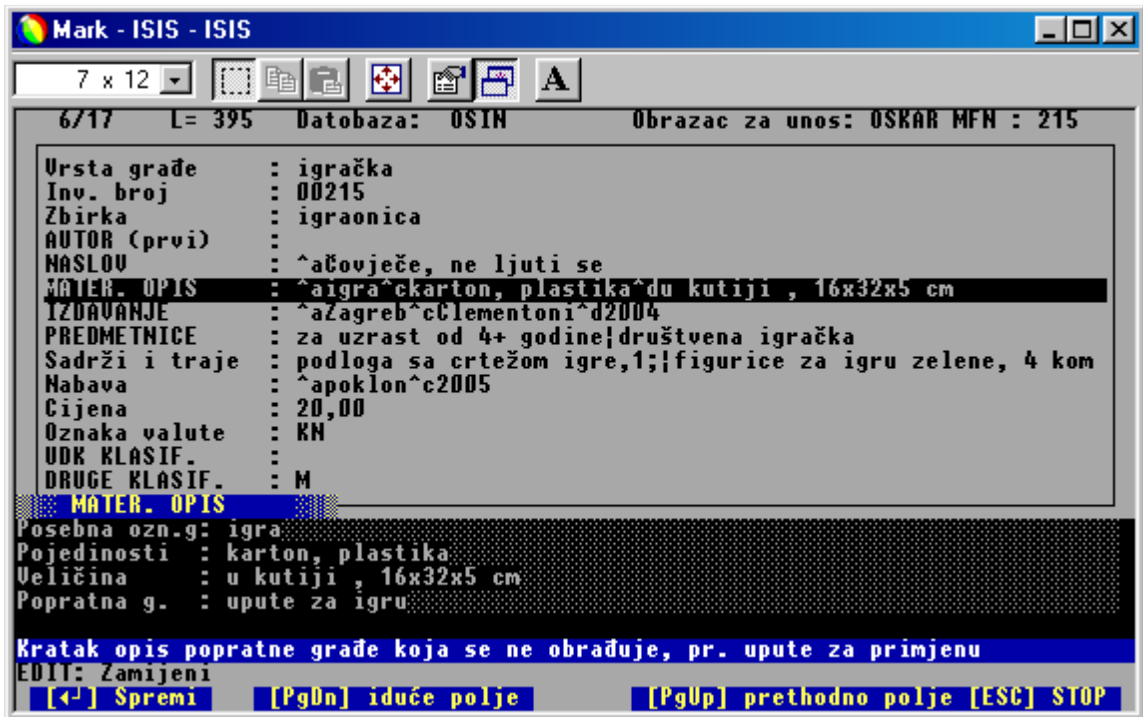 Mark - ISIS - ISIS
7 x 12 A
6/17 L= 395 Datobaza: OSIN Obrazac za unos: OSKAR MFN : 215
Vrsta građe : igračka
Inv. broj : 00215
Zbirka : igraonica
AUTOR (prvi) :
NASLOV : ^aČovječe, ne ljuti se
MATER. OPIS : ^aigra^ckarton, plastika^du kutiji , 16x32x5 cm
IZDAVANJE : ^aZagreb^cClementoni^d2004
PREDMETNICE : za uzrast od 4+ godine¦društvena igračka
Sadrži i traje : podloga sa crtežom igre,1;¦figurice za igru zelene, 4 kom
Nabava : ^apoklon^c2005
Cijena : 20,00
Oznaka valute : KN
UDK KLASIF. :
DRUGE KLASIF. : M
MATER. OPIS
Posebna ozn.g: igra
Pojedinosti : karton, plastika
Veličina : u kutiji , 16x32x5 cm
Popratna g. : upute za igru
Kratak opis popratne građe koja se ne obrađuje, pr. upute za primjenu
EDIT: Zamijeni
[↵] Spremi [PgDn] iduće polje [PgUp] prethodno polje [ESC] STOP